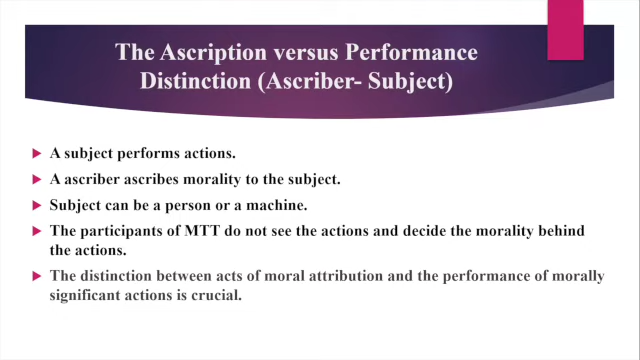 The Ascription versus Performance
Distinction (Ascriber- Subject)
A subject performs actions.
A ascriber ascribes morality to the subject.
Subject can be a person or a machine.
The participants of MTT do not see the actions and decide the morality behind
the actions.
The distinction between acts of moral attribution and the performance of morally
significant actions is crucial.